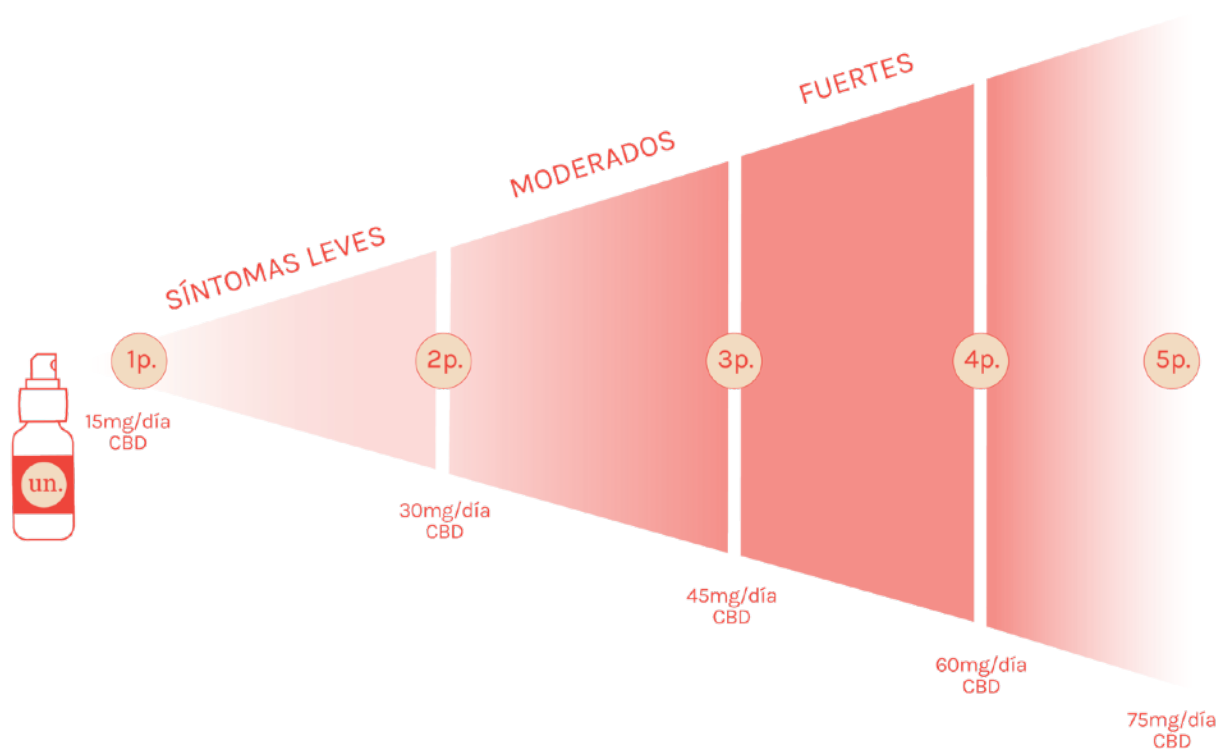 FUERTES
MODERADOS
SÍNTOMAS LEVES
1p.
2p.
3p.
4p.
5p.
un.
15mg/día
CBD
30mg/día
CBD
45mg/día
CBD
60mg/día
CBD
75mg/día
CBD